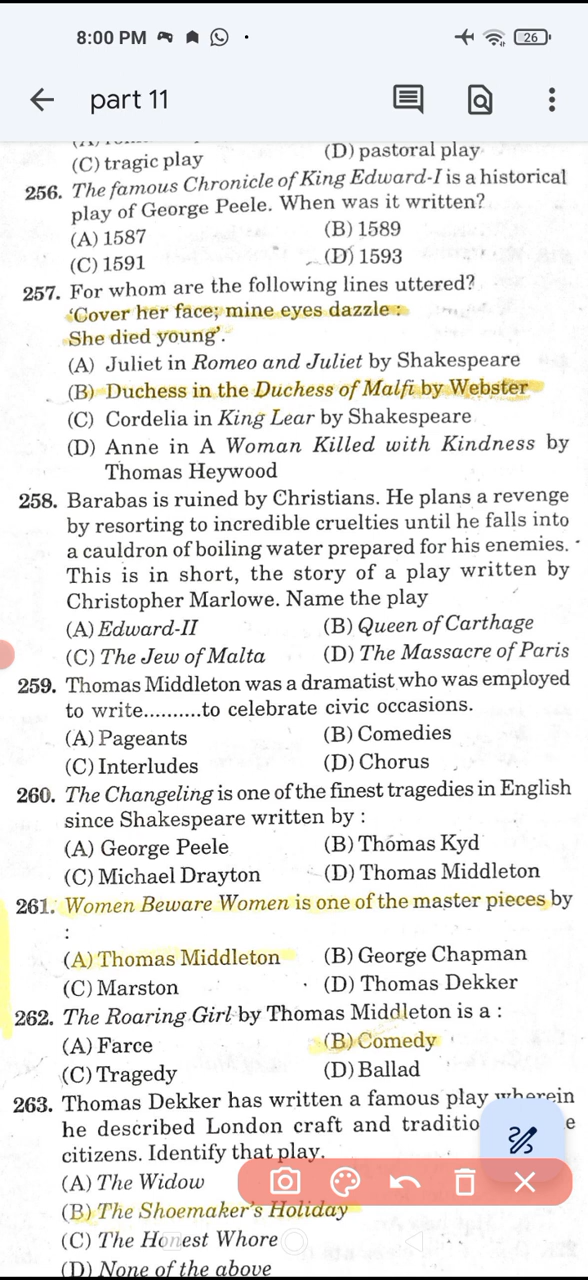 8:00 PM
26
part 11
(C) tragic play
(D) pastoral play
256. The famous Chronicle of King Edward-I is a historical
play of George Peele. When was it written?
(A) 1587
(B) 1589
(C) 1591
(D) 1593
257. For whom are the following lines uttered?
'Cover her face; mine eyes dazzle :
She died young'.
(A) Juliet in Romeo and Juliet by Shakespeare
(B) Duchess in the Duchess of Malfi by Webster
(C) Cordelia in King Lear by Shakespeare
(D) Anne in A Woman Killed with Kindness by
Thomas Heywood
258. Barabas is ruined by Christians. He plans a revenge
by resorting to incredible cruelties until he falls into
a cauldron of boiling water prepared for his enemies.
This is in short, the story of a play written by
Christopher Marlowe. Name the play
(A) Edward-II
(B) Queen of Carthage
(C) The Jew of Malta
(D) The Massacre of Paris
259. Thomas Middleton was a dramatist who was employed
to write..........to celebrate civic occasions.
(A) Pageants
(B) Comedies
(C) Interludes
(D) Chorus
260. The Changeling is one of the finest tragedies in English
since Shakespeare written by :
(A) George Peele
(B) Thomas Kyd
(C) Michael Drayton
(D) Thomas Middleton
261. Women Beware Women is one of the master pieces by
:
(A) Thomas Middleton
(B) George Chapman
(C) Marston
(D) Thomas Dekker
262. The Roaring Girl by Thomas Middleton is a :
(A) Farce
(B) Comedy
(C) Tragedy
(D) Ballad
263. Thomas Dekker has written a famous play wherein
he described London craft and traditio e
citizens. Identify that play.
(A) The Widow
(B) The Shoemaker's Holiday
(C) The Honest Whore
(D) None of the above